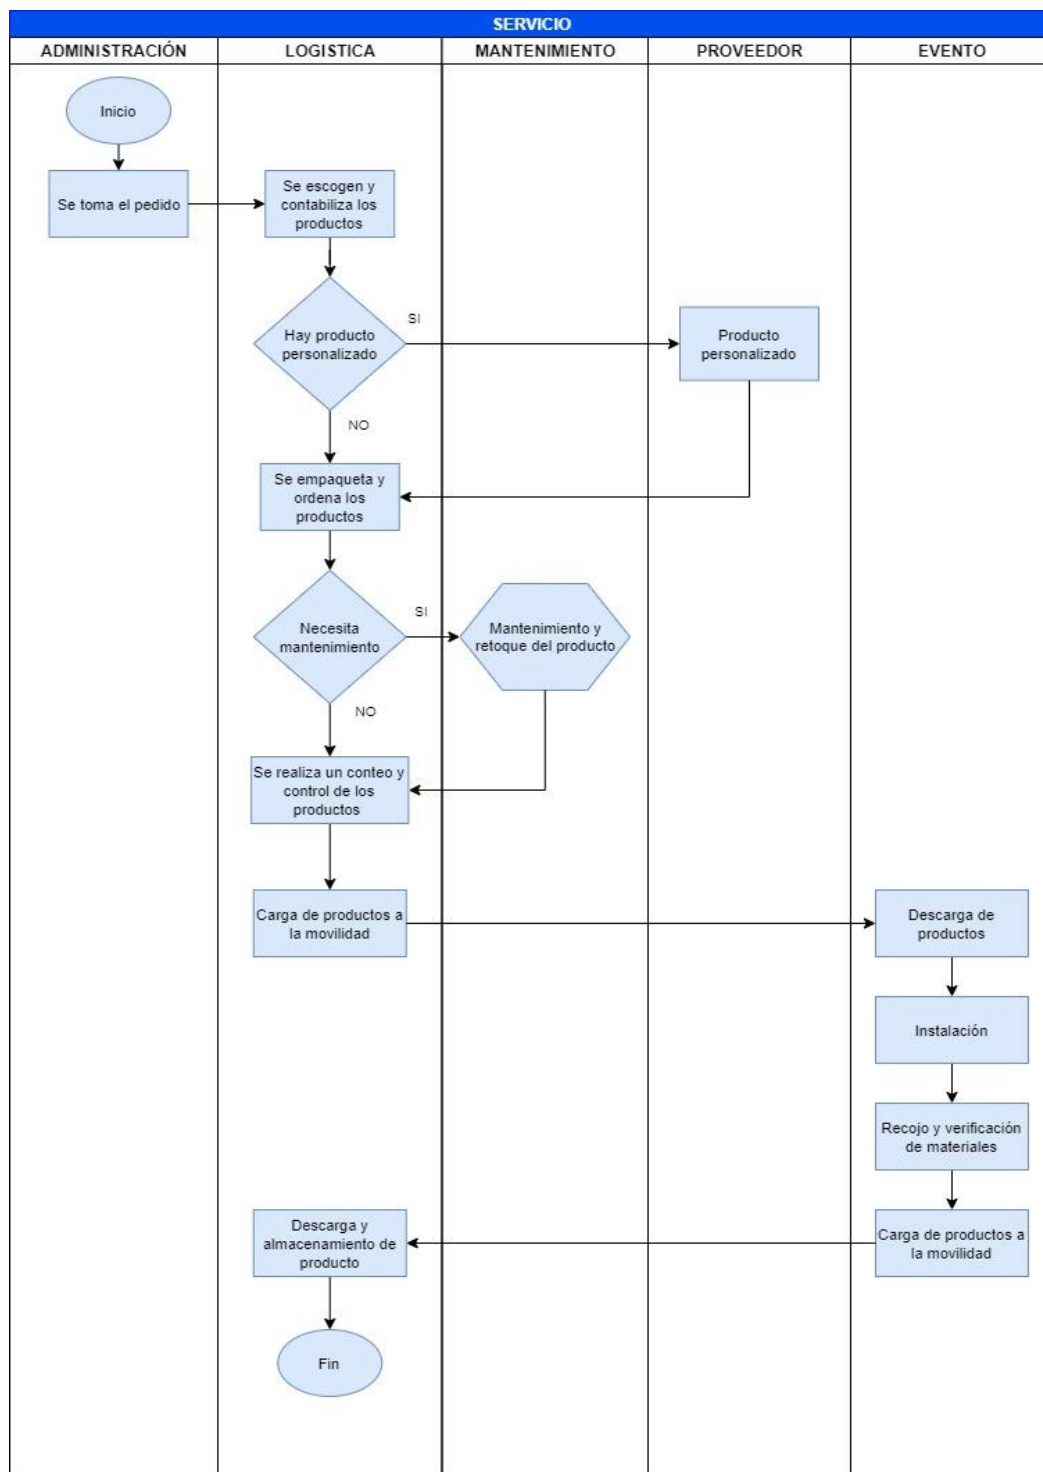 SERVICIO
ADMINISTRACIÓN
LOGISTICA
MANTENIMIENTO
PROVEEDOR
EVENTO
Inicio
Se toma el pedido
Se escogen y
contabiliza los
productos
Hay producto
personalizado
SI
Producto
personalizado
NO
Se empaqueta y
ordena los
productos
Necesita
mantenimiento
SI
Mantenimiento y
retoque del producto
NO
Se realiza un conteo y
control de los
productos
Carga de productos a
la movilidad
Descarga de
productos
Instalación
Recojo y verificación
de materiales
Carga de productos a
la movilidad
Descarga y
almacenamiento de
producto
Fin